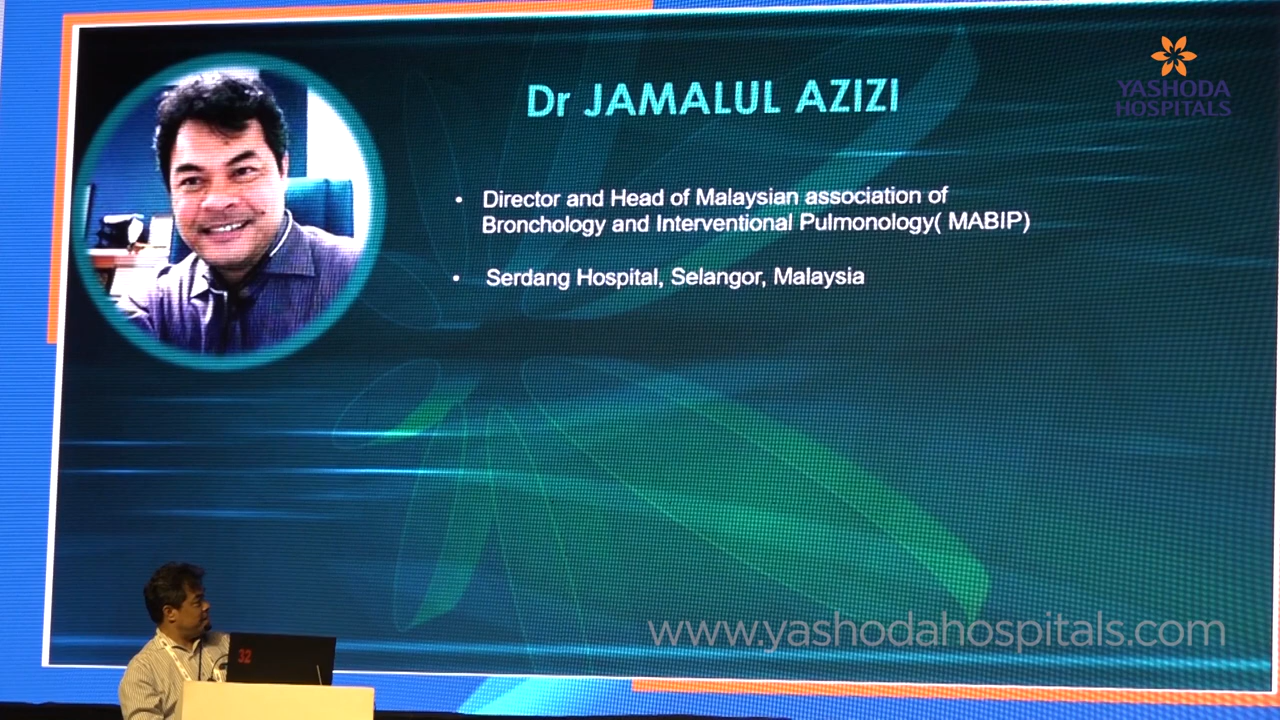 Dr JAMALUL AZIZI
YASHODA
HOSPITALS
• Director and Head of Malaysian association of
Bronchology and Interventional Pulmonology( MABIP)
• Serdang Hospital, Selangor, Malaysia
www.yashodahospitals.com
32